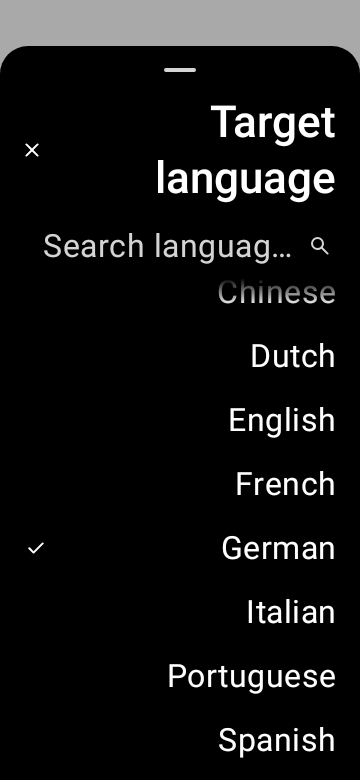 Target
language
Search languag...
Chinese
Dutch
English
French
German
Italian
Portuguese
Spanish